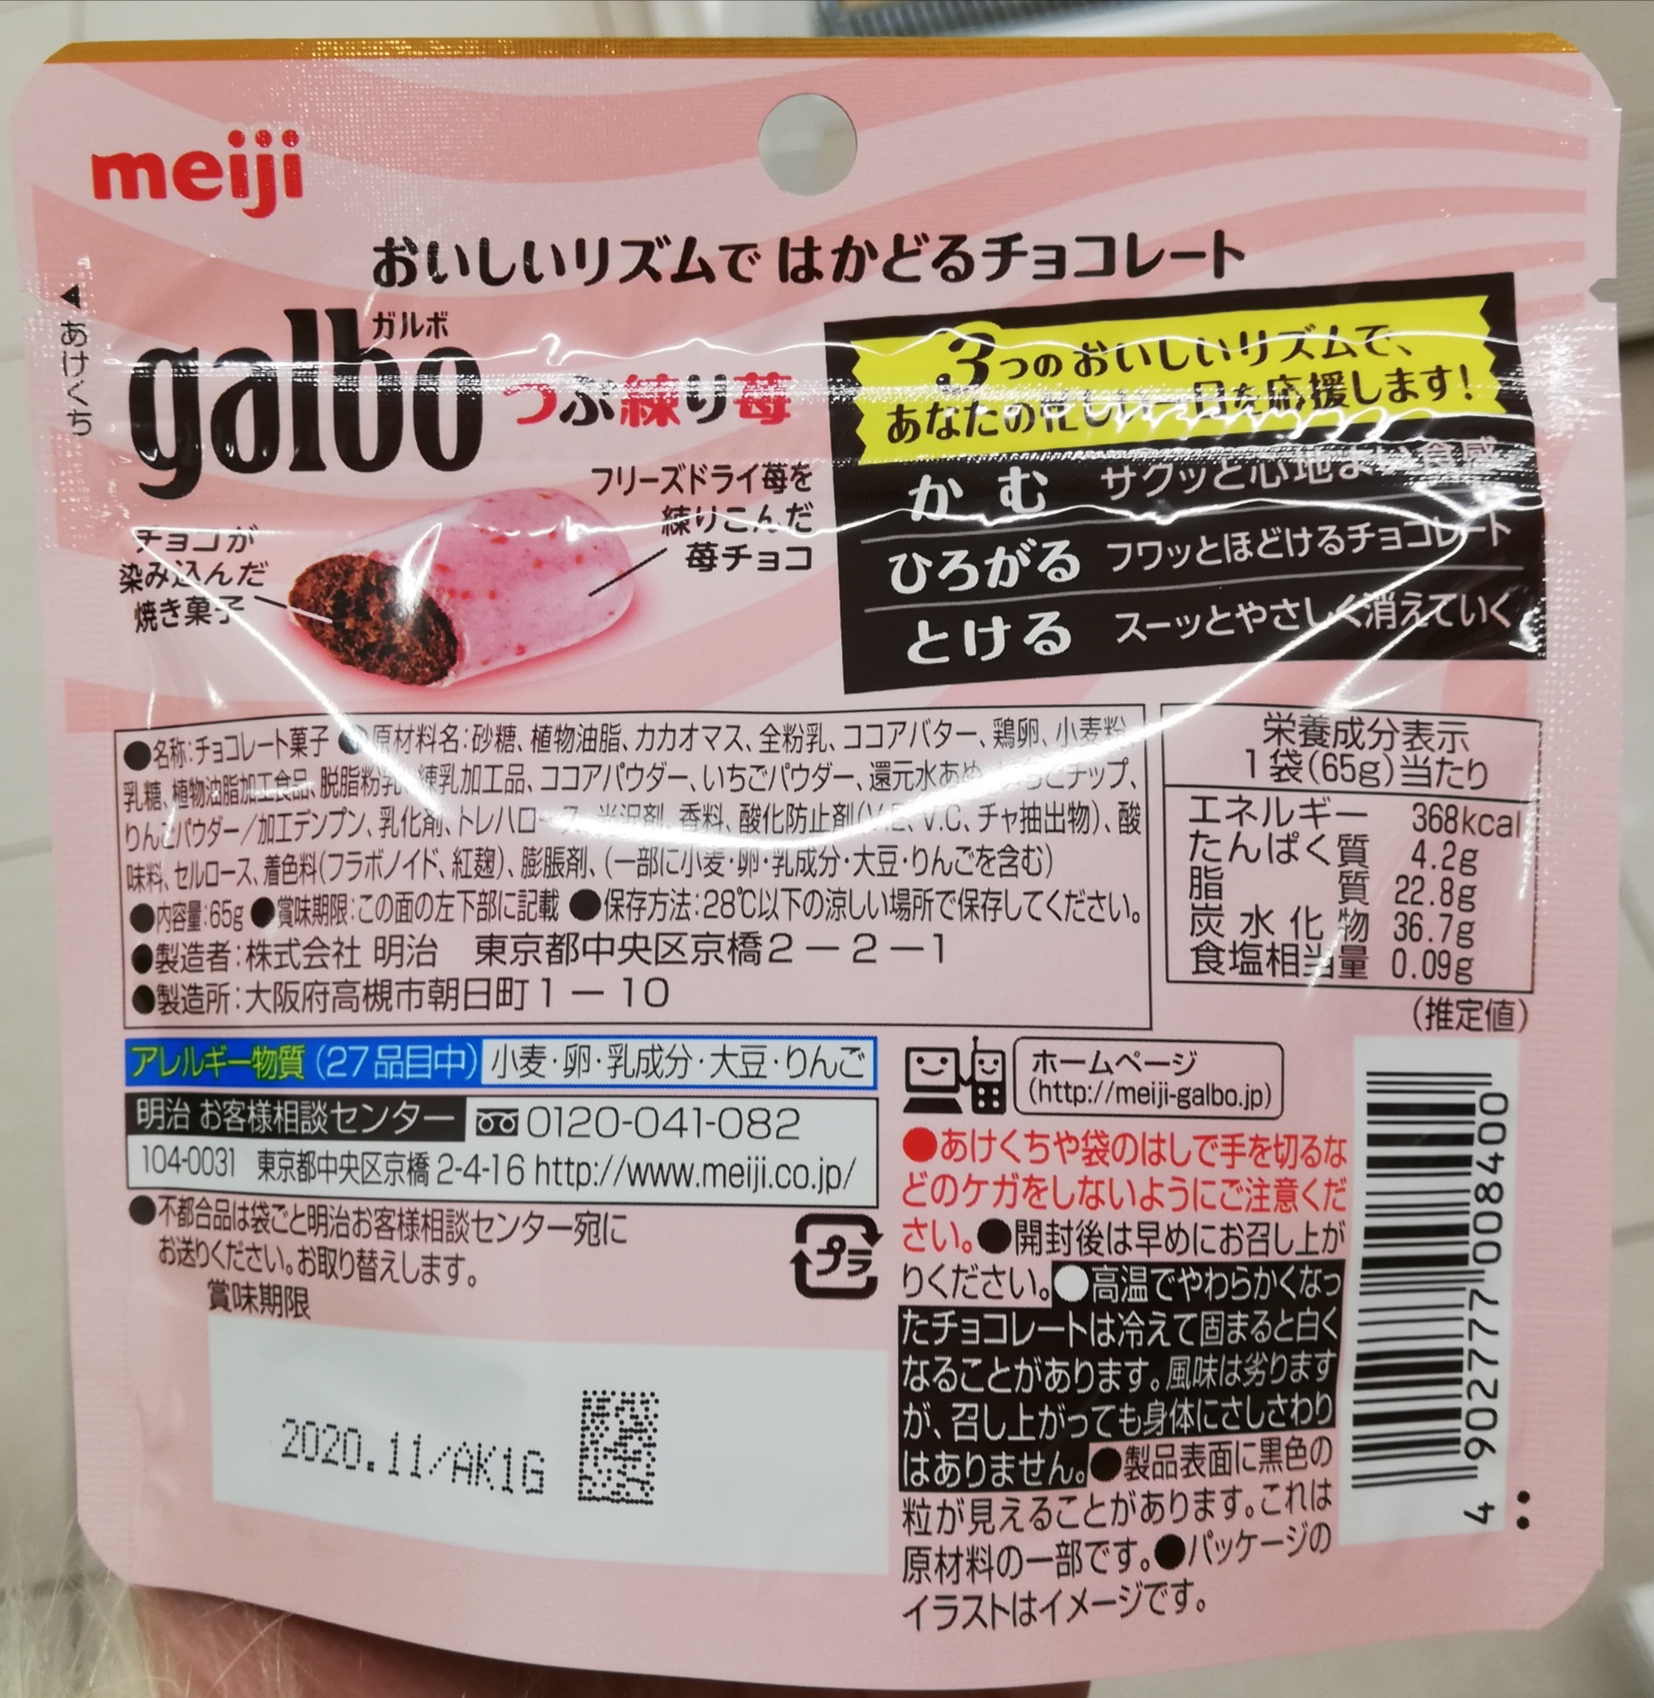 meiji
おいしいリズムで はかどるチョコレート
あけくち
ガルボ
galbo つぶ練り苺
フリーズドライ苺を
練りこんだ
苺チョコ
チョコが
染み込んだ
焼き菓子
3つのおいしいリズムで、
あなたの忙しい一日を応援します!
かむ サクッと心地よい食感
ひろがる フワッとほどけるチョコレート
とける スーッとやさしく消えていく
●名称:チョコレート菓子 ●原材料名:砂糖、植物油脂、カカオマス、全粉乳、ココアバター、鶏卵、小麦粉、
乳糖、植物油脂加工食品、脱脂粉乳、練乳加工品、ココアパウダー、いちごパウダー、還元水あめ、いちごチップ、
りんごパウダー/加工デンプン、乳化剤、トレハロース、光沢剤、香料、酸化防止剤(V.E、V.C、チャ抽出物)、酸
味料、セルロース、着色料(フラボノイド、紅麹)、膨脹剤、(一部に小麦・卵・乳成分・大豆・りんごを含む)
●内容量:65g ●賞味期限:この面の左下部に記載 ●保存方法:28℃以下の涼しい場所で保存してください。
●製造者:株式会社 明治 東京都中央区京橋2-2-1
●製造所:大阪府高槻市朝日町1-10
栄養成分表示
1袋(65g)当たり
エネルギー 368kcal
たんぱく質 4.2g
脂質 22.8g
炭水化物 36.7g
食塩相当量 0.09g
(推定値)
アレルギー物質(27品目中) 小麦・卵・乳成分・大豆・りんご
明治 お客様相談センター 0120-041-082
104-0031 東京都中央区京橋 2-4-16 http://www.meiji.co.jp/
●不都合品は袋ごと明治お客様相談センター宛に
お送りください。お取り替えします。
賞味期限
2020.11/AK1G
プラ
ホームページ
(http://meiji-galbo.jp)
●あけくちや袋のはしで手を切るな
どのケガをしないようにご注意くだ
さい。●開封後は早めにお召し上が
りください。●高温でやわらかくなっ
たチョコレートは冷えて固まると白く
なることがあります。風味は劣ります
が、召し上がっても身体にさしさわり
はありません。●製品表面に黒色の
粒が見えることがあります。これは
原材料の一部です。●パッケージの
イラストはイメージです。
4 902777 008400